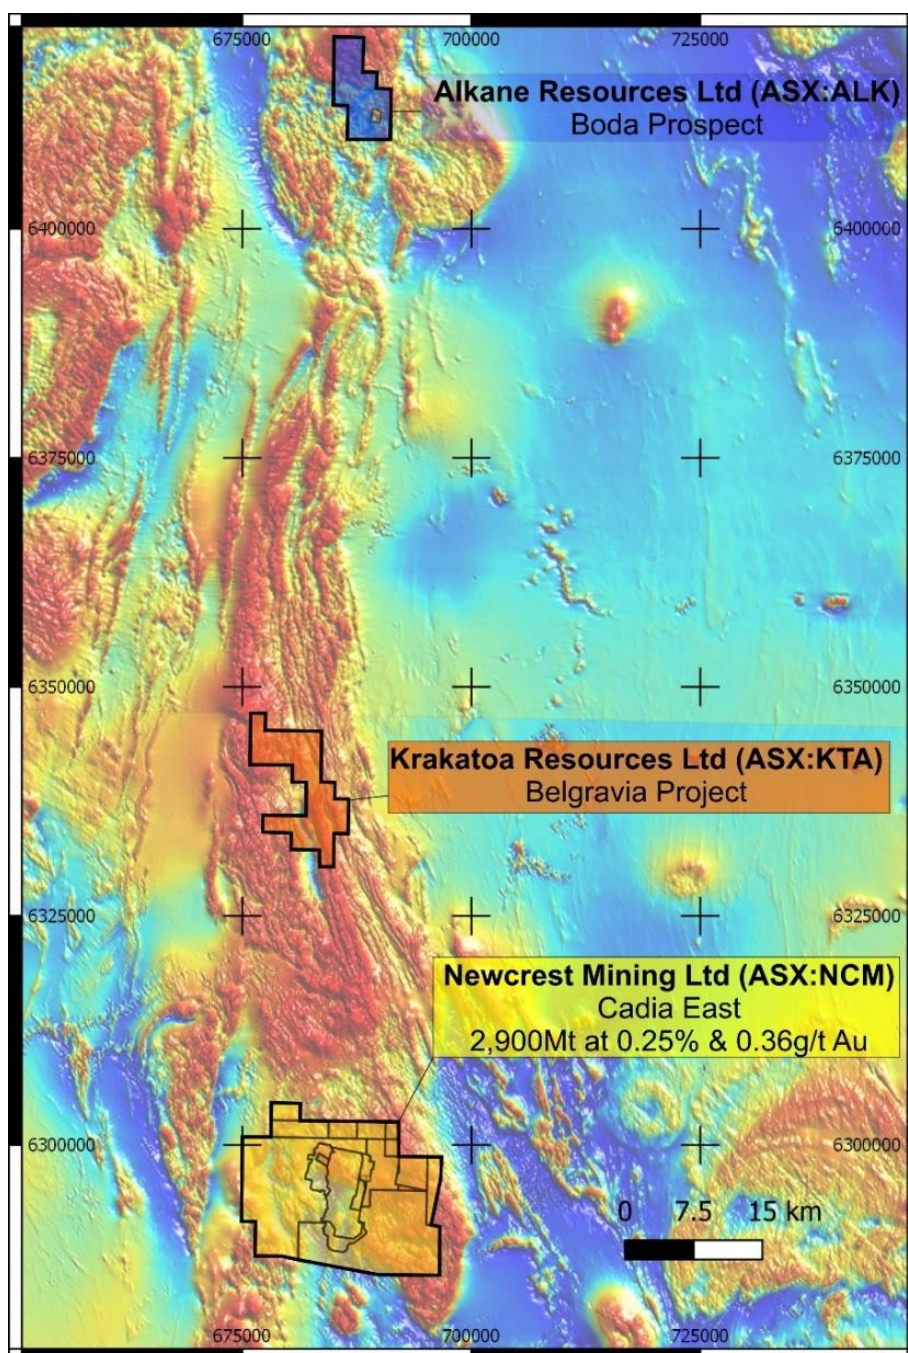 675000 700000 725000
Alkane Resources Ltd (ASX:ALK)
Boda Prospect
6400000 6400000
6375000 6375000
6350000 6350000
Krakatoa Resources Ltd (ASX:KTA)
Belgravia Project
6325000 6325000
Newcrest Mining Ltd (ASX:NCM)
Cadia East
2,900Mt at 0.25% & 0.36g/t Au
6300000 6300000
0 7.5 15 km
675000 700000 725000